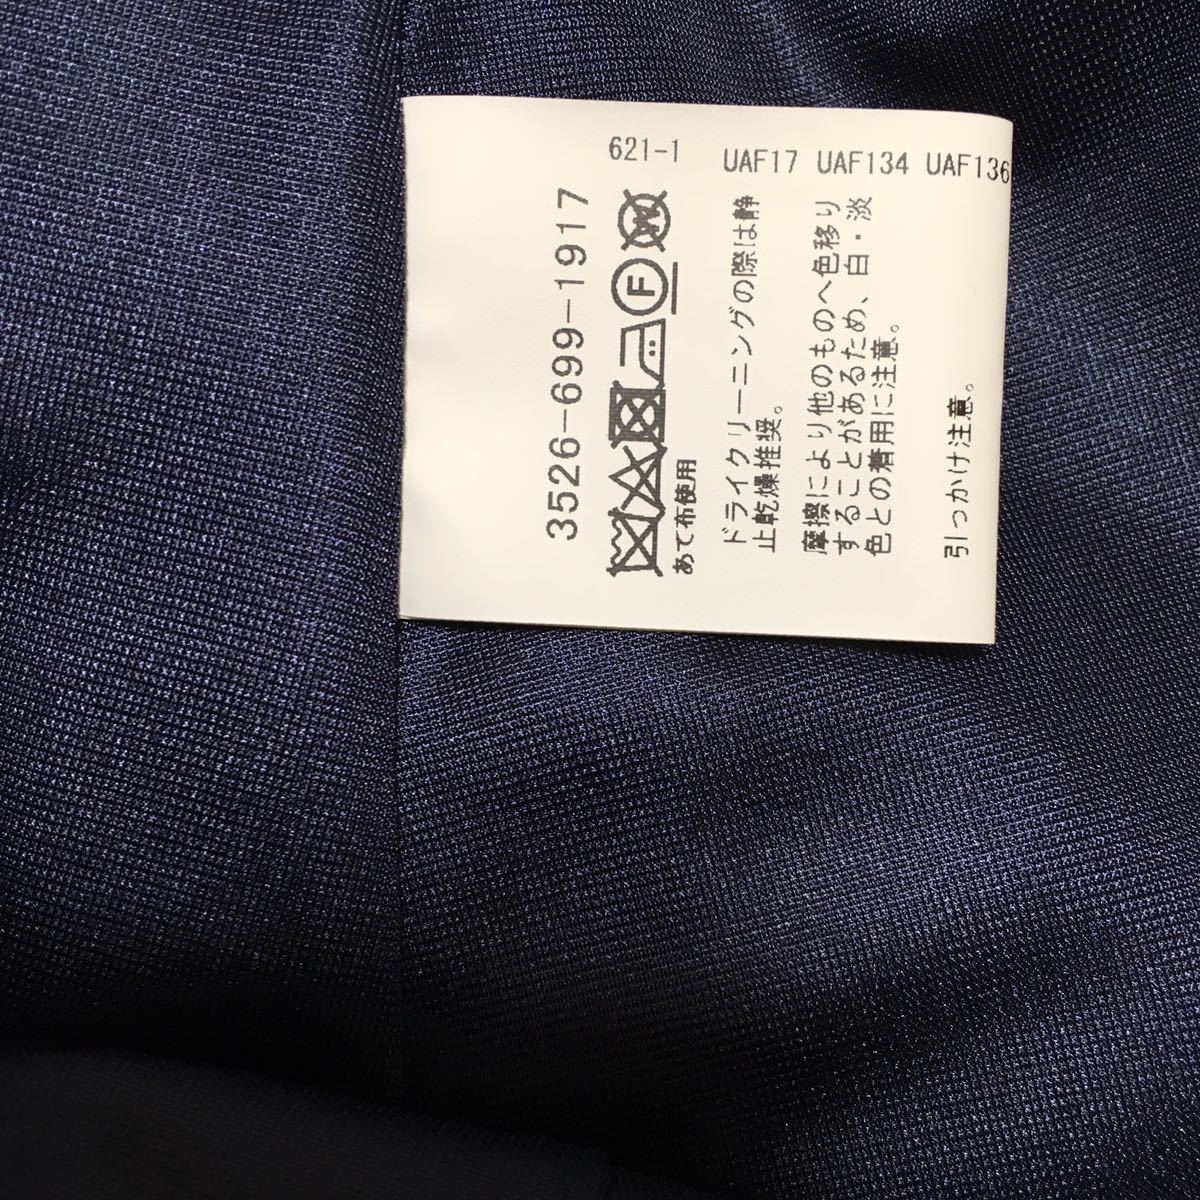 3526-699-1917
F
W
あて布使用
ドライクリーニングの際は静
止乾燥推奨。
摩擦により他のものへ色移り
することがあるため、白・淡
色との着用に注意。
引っかけ注意。
621-1
UAF17 UAF134 UAF136